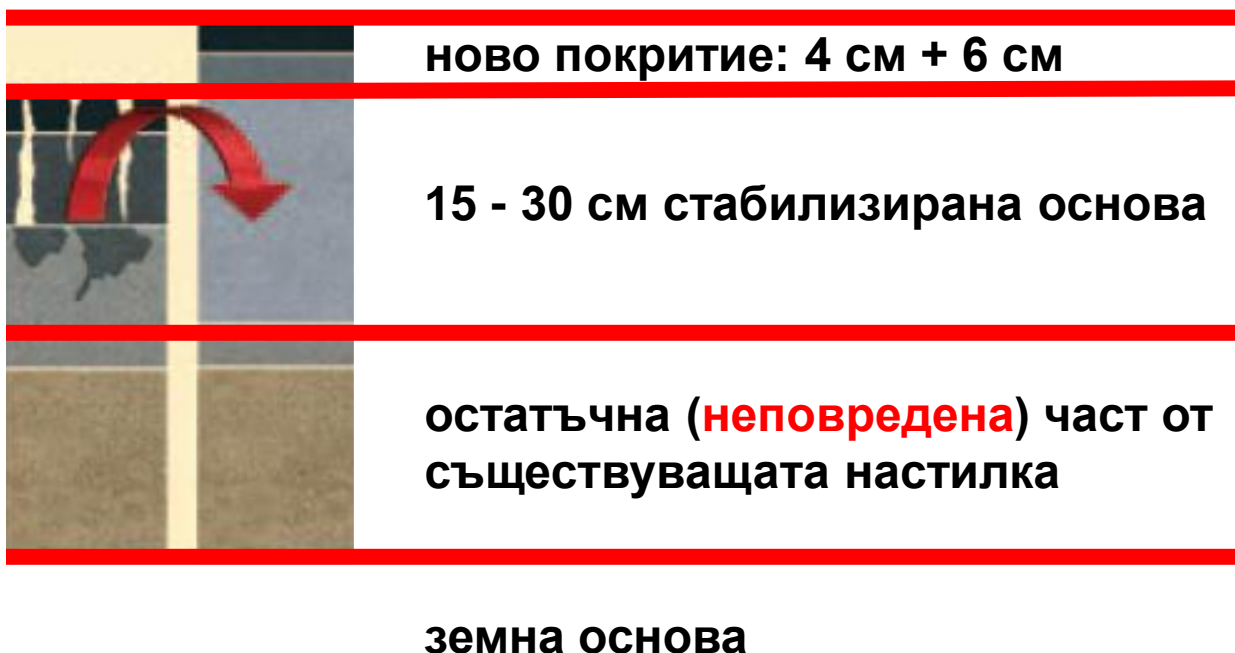 ново покритие: 4 см + 6 см
15 - 30 см стабилизирана основа
остатъчна (неповредена) част от
съществуващата настилка
земна основа